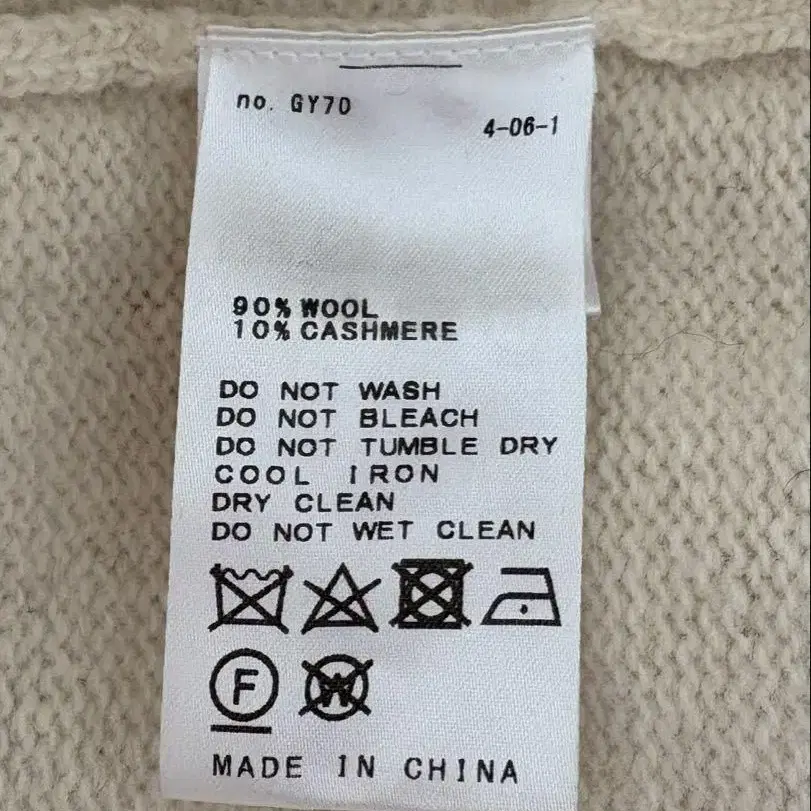 no. GY70
4-06-1
90% WOOL
10% CASHMERE
DO NOT WASH
DO NOT BLEACH
DO NOT TUMBLE DRY
COOL IRON
DRY CLEAN
DO NOT WET CLEAN
F W
MADE IN CHINA